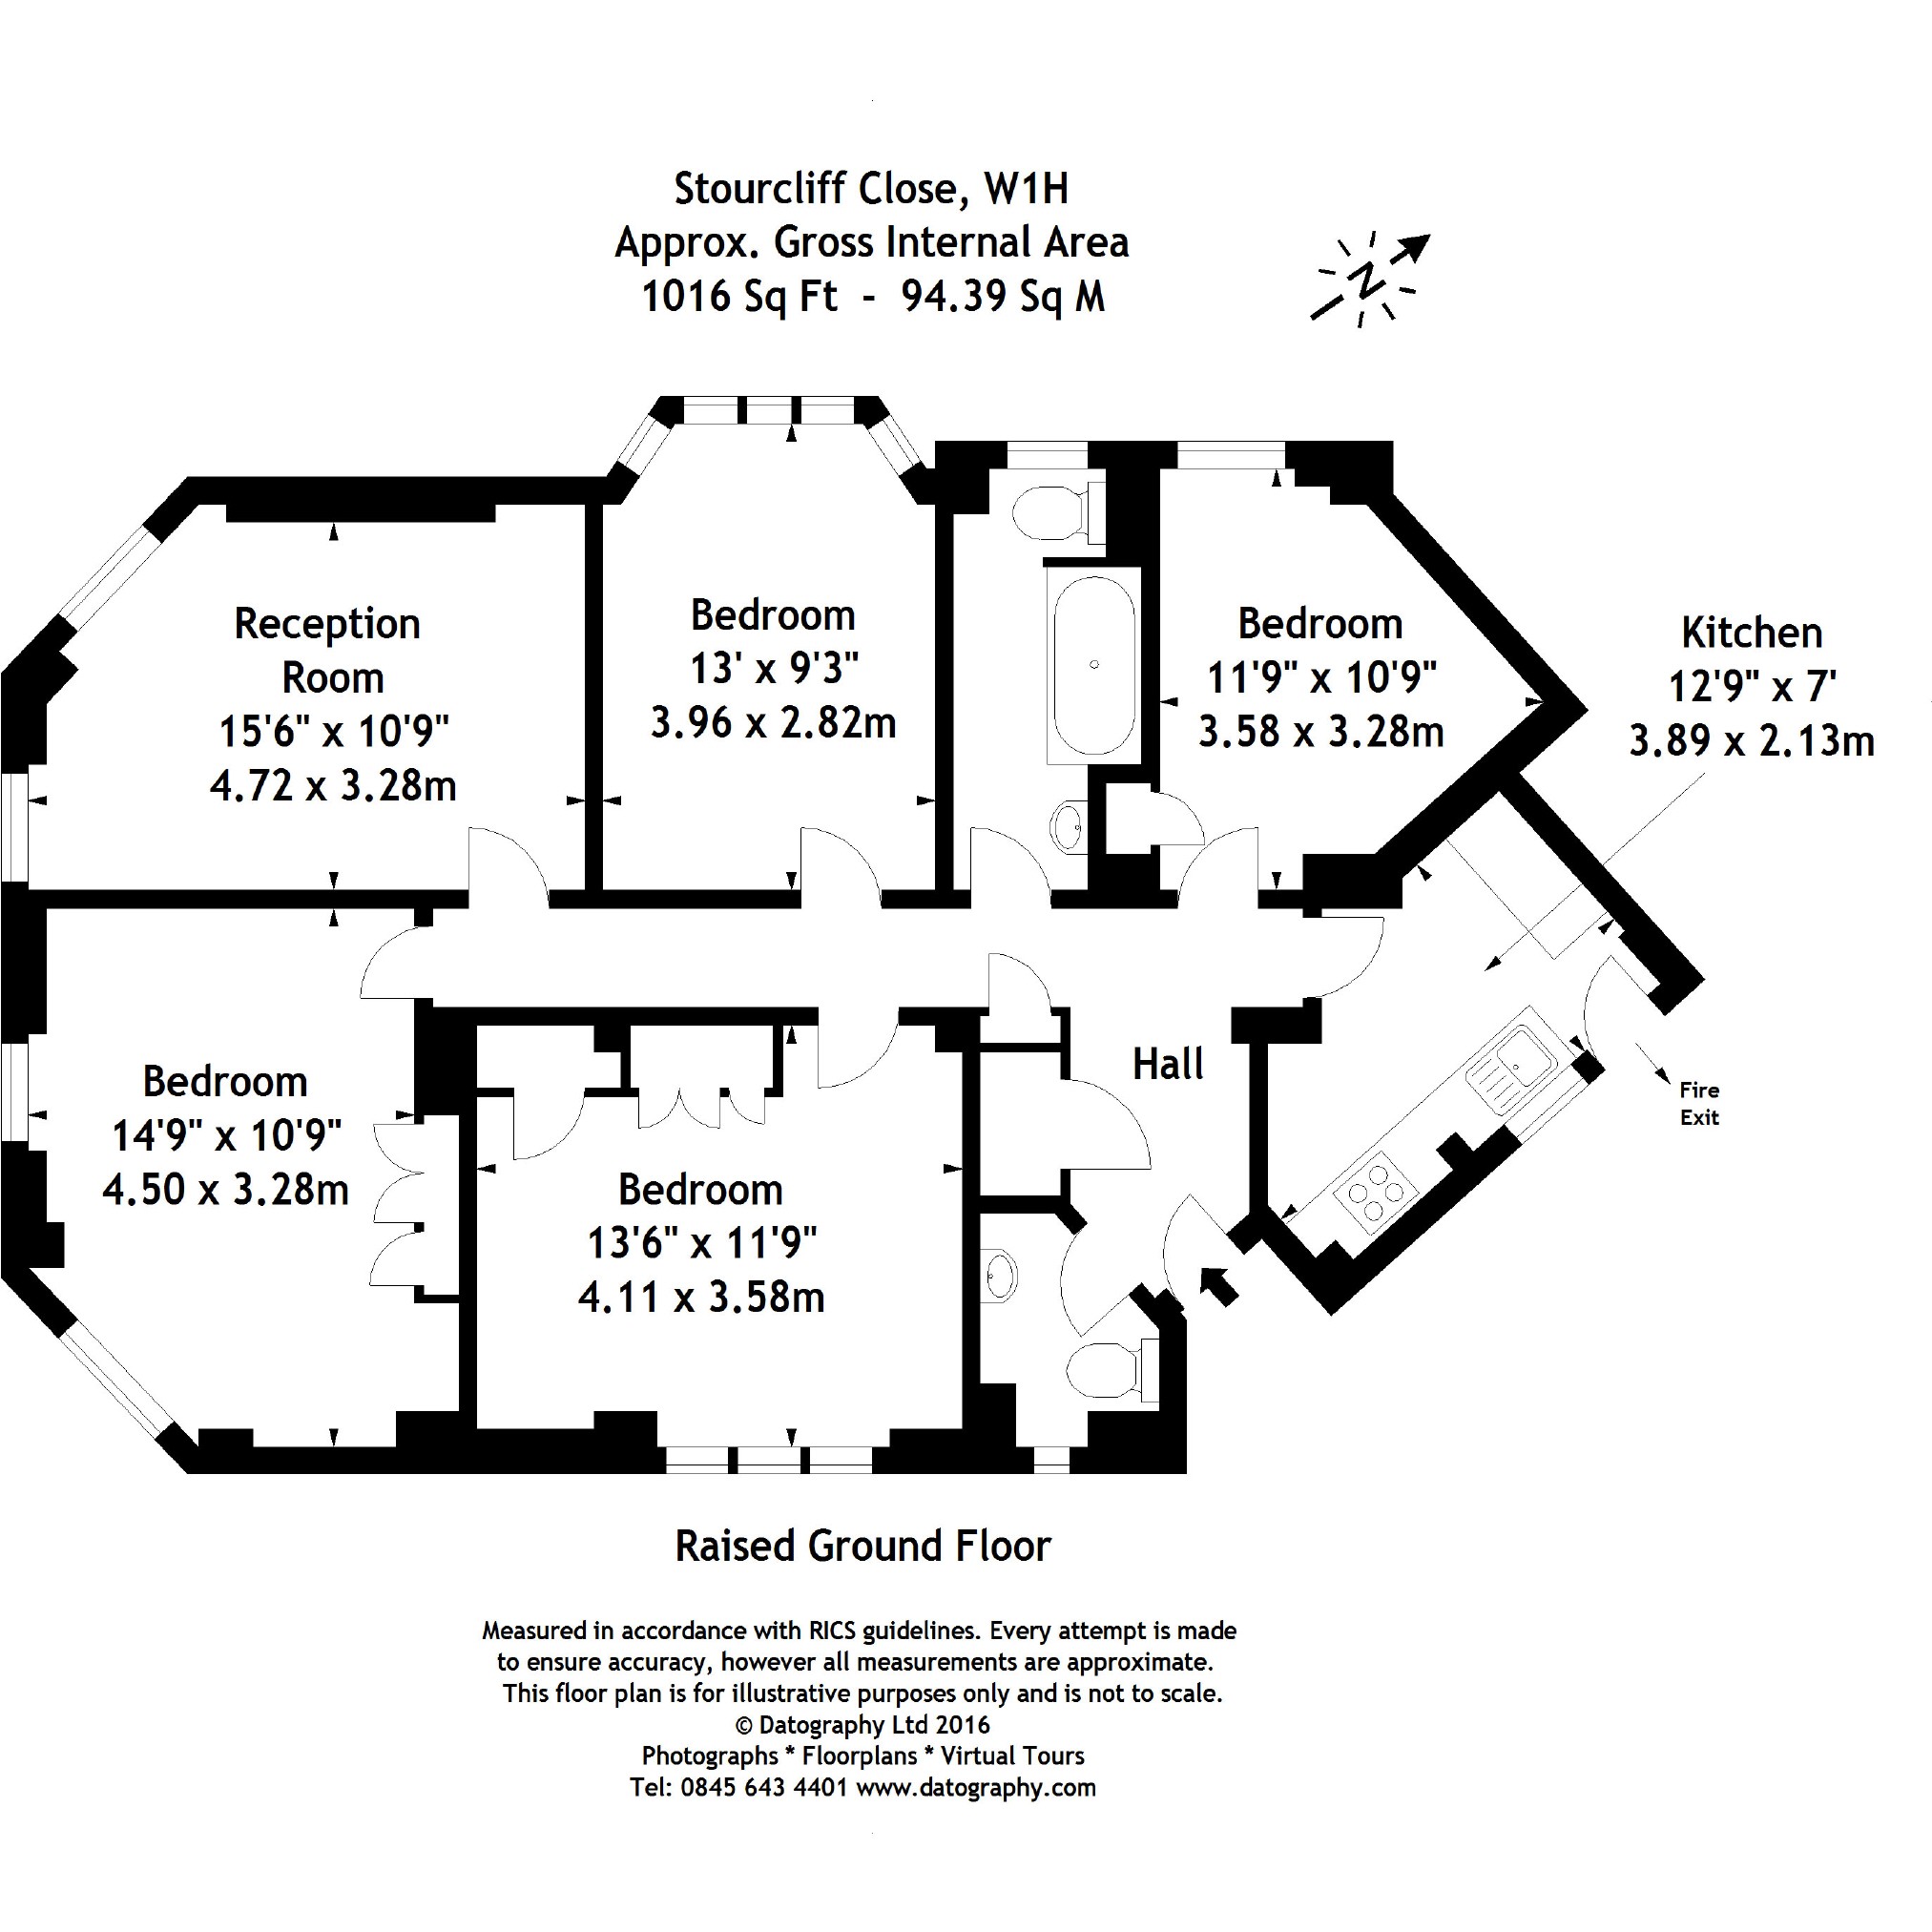 Stourcliff Close, W1H
Approx. Gross Internal Area
1016 Sq Ft - 94.39 Sq M
N
Reception
Room
15'6" x 10'9"
4.72 x 3.28m
Bedroom
13' x 9'3"
3.96 x 2.82m
Bedroom
11'9" x 10'9"
3.58 x 3.28m
Kitchen
12'9" x 7'
3.89 x 2.13m
Bedroom
14'9" x 10'9"
4.50 x 3.28m
Bedroom
13'6" x 11'9"
4.11 x 3.58m
Hall
Fire
Exit
Raised Ground Floor
Measured in accordance with RICS guidelines. Every attempt is made
to ensure accuracy, however all measurements are approximate.
This floor plan is for illustrative purposes only and is not to scale.
© Datography Ltd 2016
Photographs * Floorplans * Virtual Tours
Tel: 0845 643 4401 www.datography.com